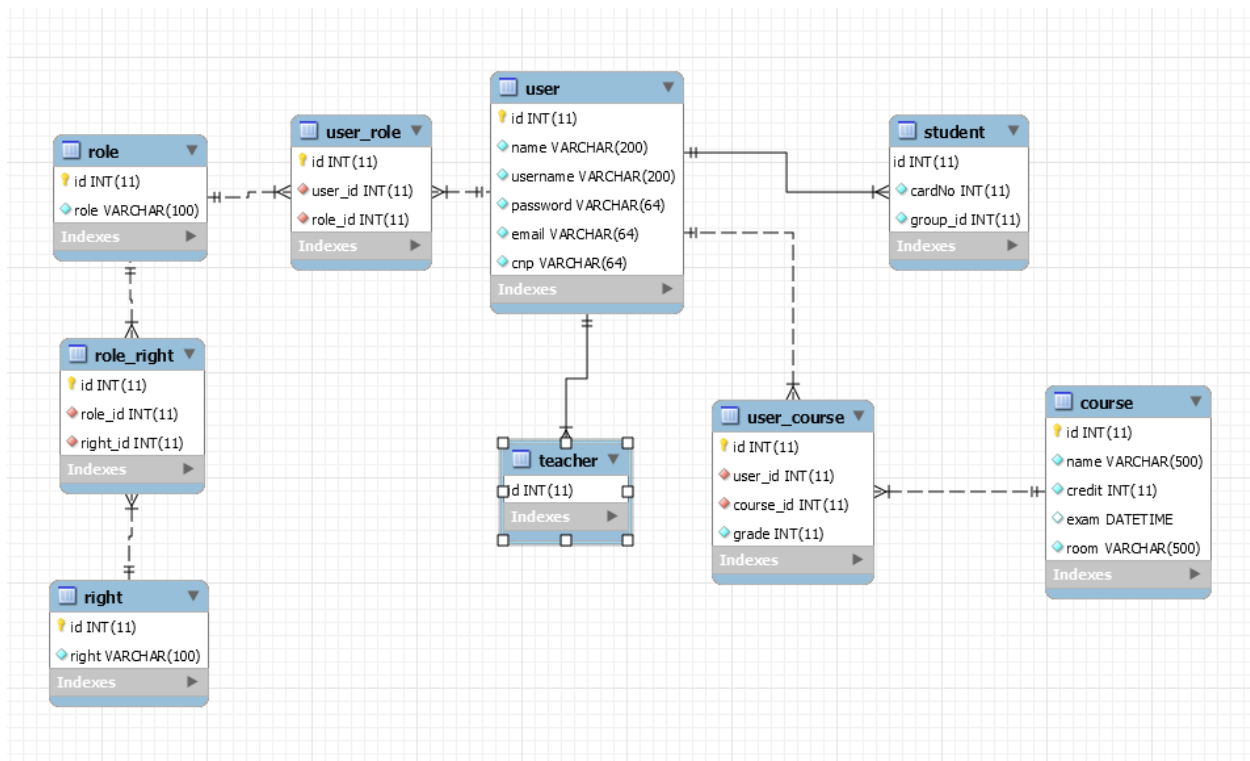 role
id INT(11)
role VARCHAR(100)
Indexes
user_role
id INT(11)
user_id INT(11)
role_id INT(11)
Indexes
user
id INT(11)
name VARCHAR(200)
username VARCHAR(200)
password VARCHAR(64)
email VARCHAR(64)
cnp VARCHAR(64)
Indexes
student
id INT(11)
cardNo INT(11)
group_id INT(11)
Indexes
role_right
id INT(11)
role_id INT(11)
right_id INT(11)
Indexes
teacher
id INT(11)
Indexes
user_course
id INT(11)
user_id INT(11)
course_id INT(11)
grade INT(11)
Indexes
course
id INT(11)
name VARCHAR(500)
credit INT(11)
exam DATETIME
room VARCHAR(500)
Indexes
right
id INT(11)
right VARCHAR(100)
Indexes